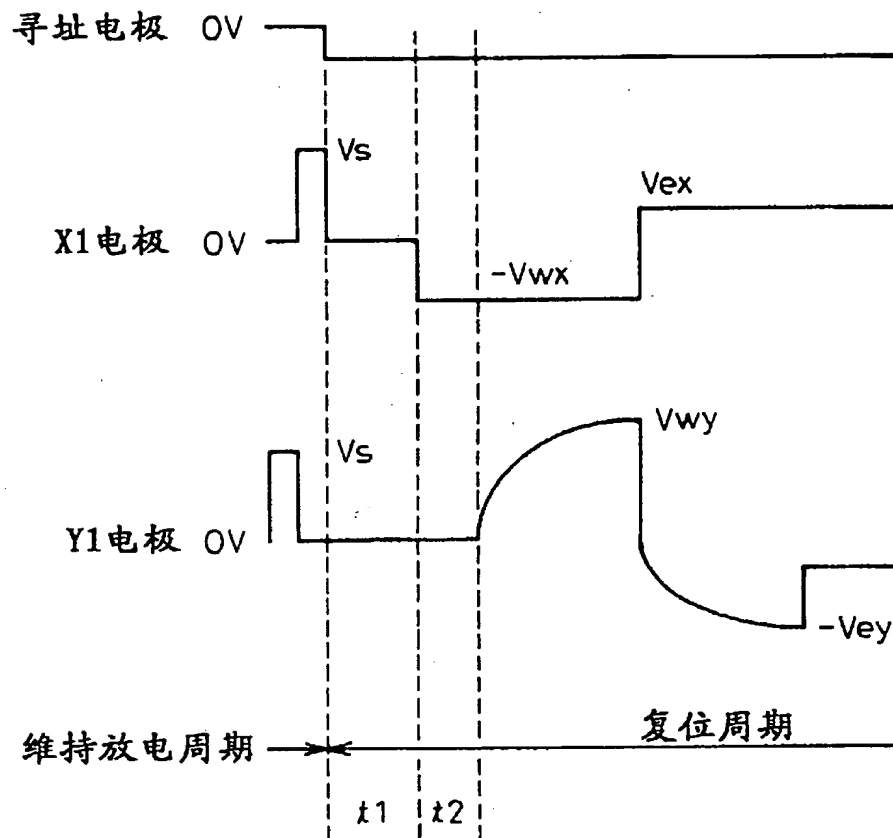 寻址电极 0V
Vs
Vex
X1电极 0V
-Vwx
Vwy
Vs
Y1电极 0V
-Vey
维持放电周期
复位周期
t1 t2